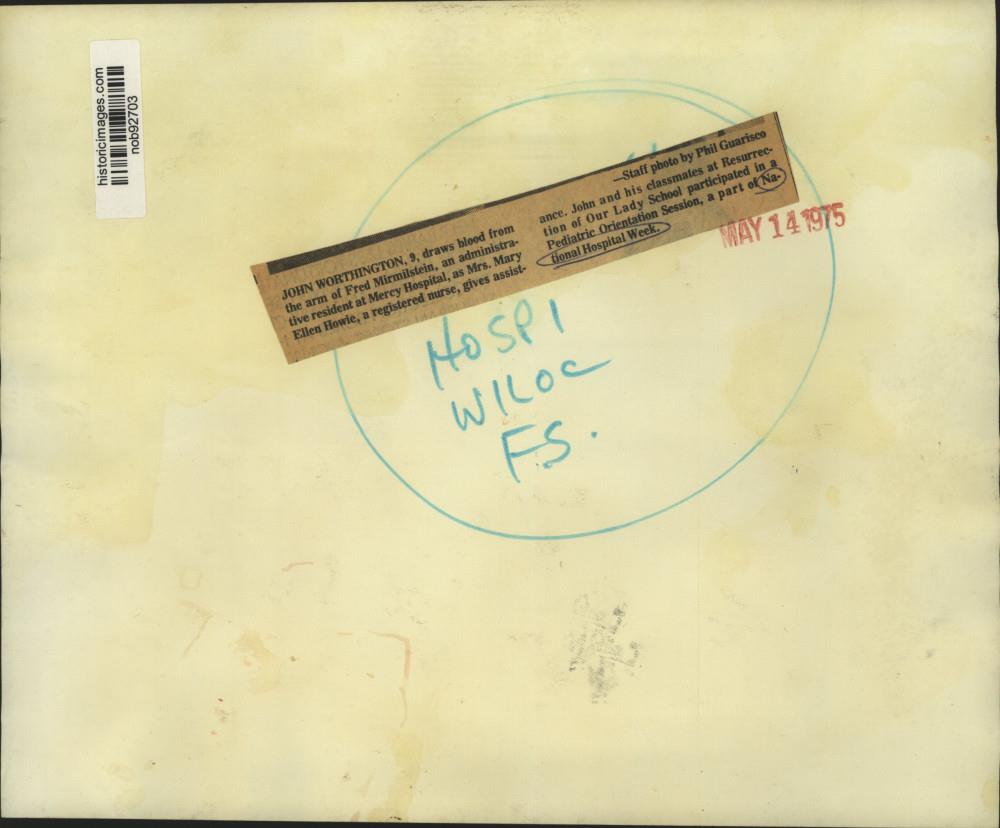 historicimages.com
nob92703
JOHN WORTHINGTON, 9, draws blood from
the arm of Fred Mirmilstein, an administra-
tive resident at Mercy Hospital, as Mrs. Mary
Ellen Howie, a registered nurse, gives assist-
—Staff photo by Phil Guarisco
ance. John and his classmates at Resurrec-
tion of Our Lady School participated in a
Pediatric Orientation Session, a part of Na-
tional Hospital Week.
MAY 14 1975
HOSPI
WILOC
F.S.